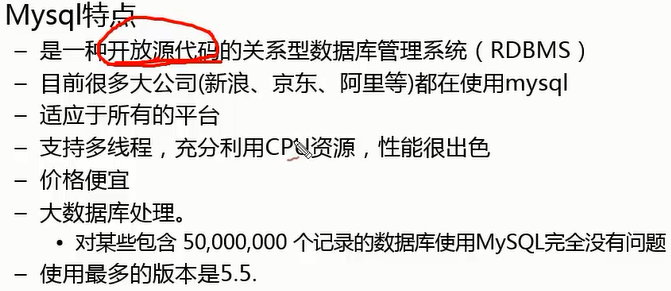 Mysql特点
– 是一种开放源代码的关系型数据库管理系统（RDBMS）
– 目前很多大公司(新浪、京东、阿里等)都在使用mysql
– 适应于所有的平台
– 支持多线程，充分利用CPU资源，性能很出色
– 价格便宜
– 大数据库处理。
• 对某些包含 50,000,000 个记录的数据库使用MySQL完全没有问题
– 使用最多的版本是5.5.